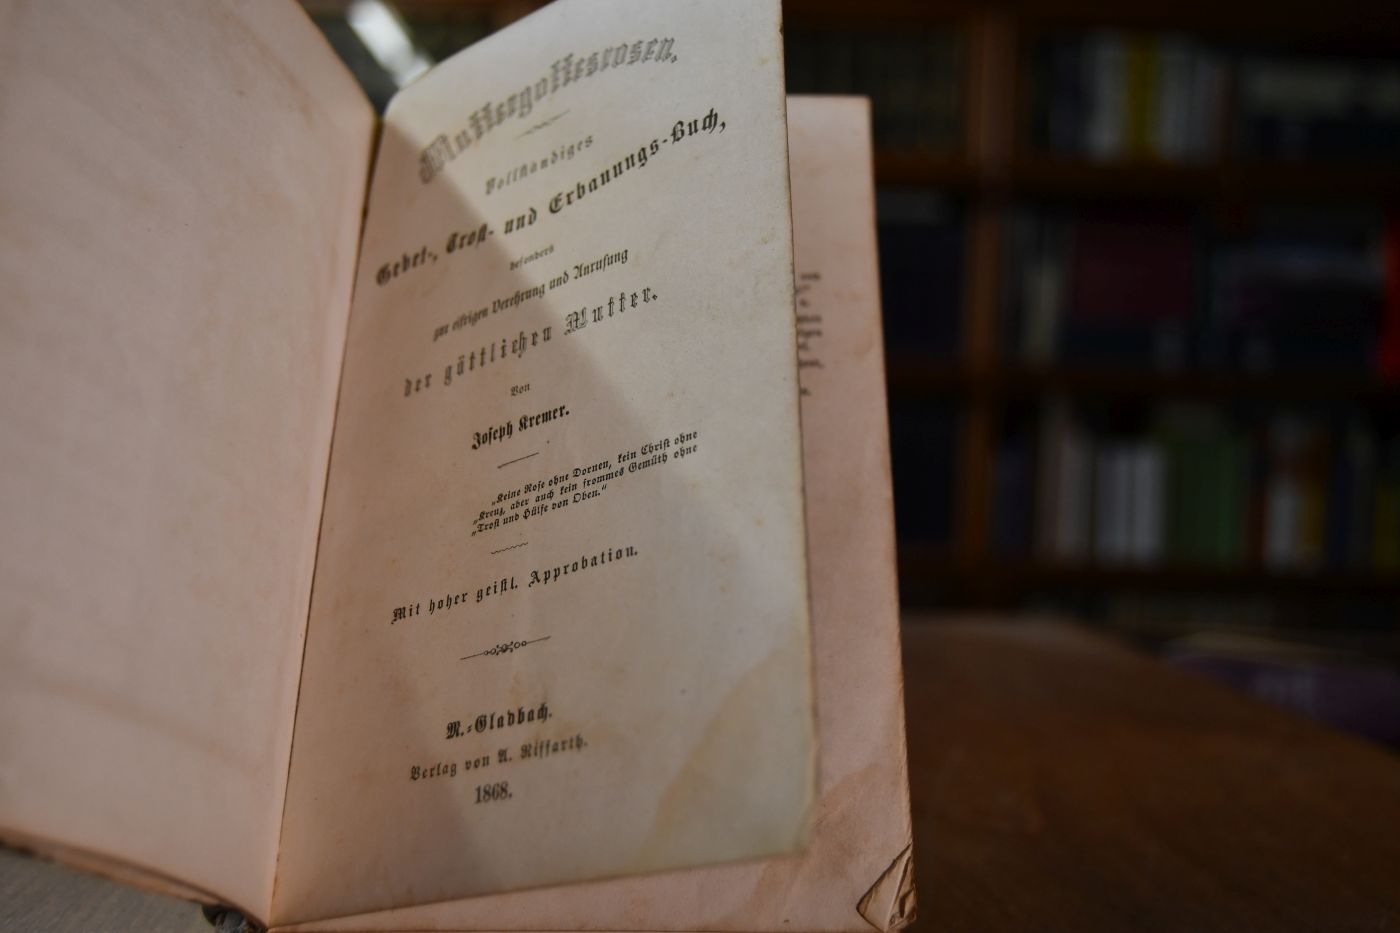 Muttergottesrosen.
Vollständiges
Gebet-, Trost- und Erbauungs-Buch,
besonders
zur eifrigen Verehrung und Anrufung
der göttlichen Mutter.
Von
Joseph Kremer.
„Keine Rose ohne Dornen, kein Christ ohne
„Kreuz, aber auch kein frommes Gemüth ohne
„Trost und Hülfe von Oben.“
Mit hoher geistl. Approbation.
M.-Gladbach.
Verlag von A. Riffarth.
1868.